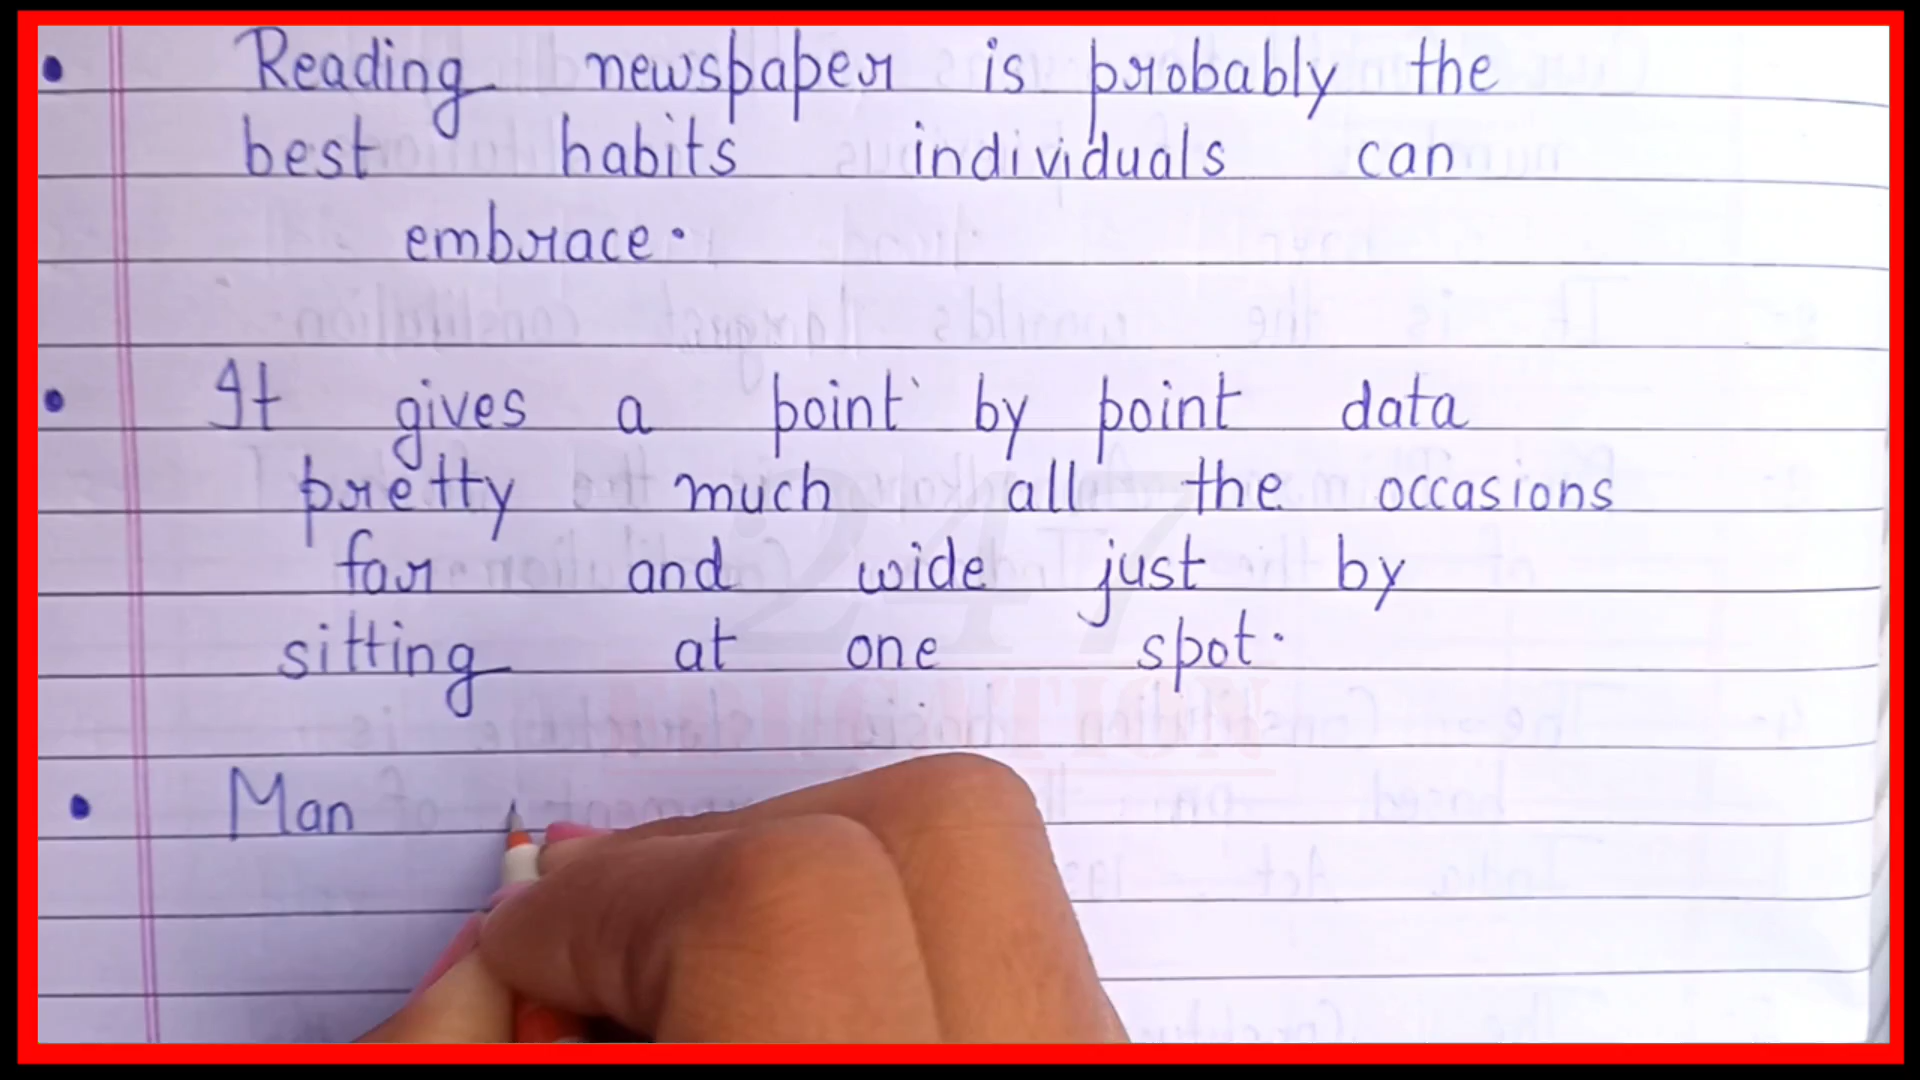 • Reading newspaper is probably the
best habits individuals can
embrace.
• It gives a point by point data
pretty much all the occasions
far and wide just by
sitting at one spot.
• Man
247